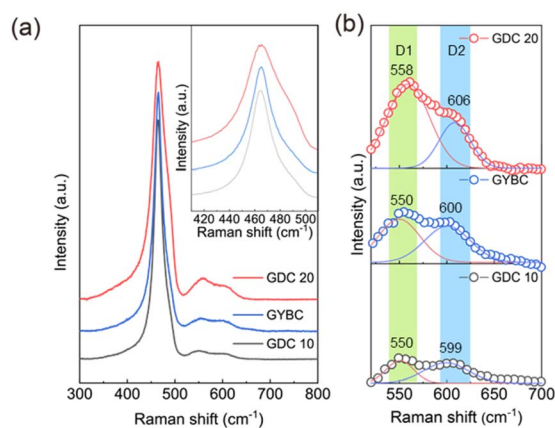 (a)
Intensity (a.u.)
Intensity (a.u.)
420 440 460 480 500
Raman shift (cm⁻¹)
GDC 20
GYBC
GDC 10
300 400 500 600 700 800
Raman shift (cm⁻¹)
(b)
Intensity (a.u.)
D1 D2
GDC 20
558
606
GYBC
550 600
GDC 10
550 599
550 600 650 700
Raman shift (cm⁻¹)